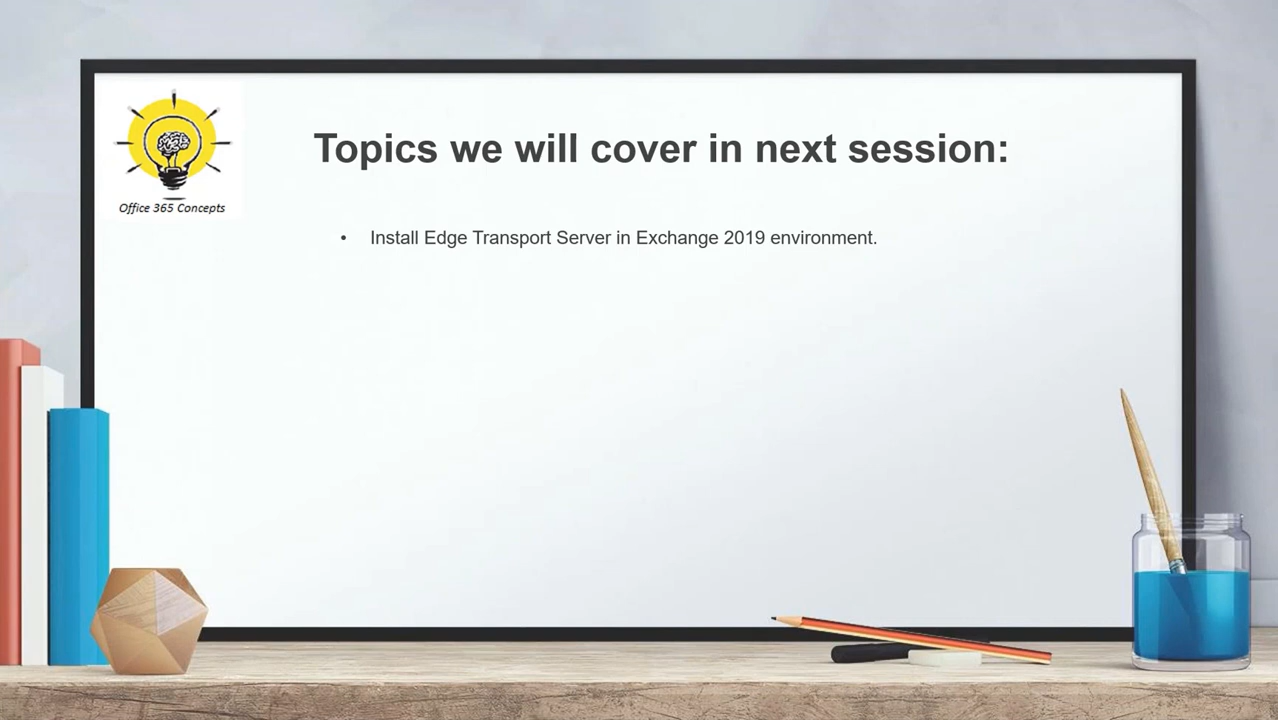 Topics we will cover in next session:
Office 365 Concepts
• Install Edge Transport Server in Exchange 2019 environment.